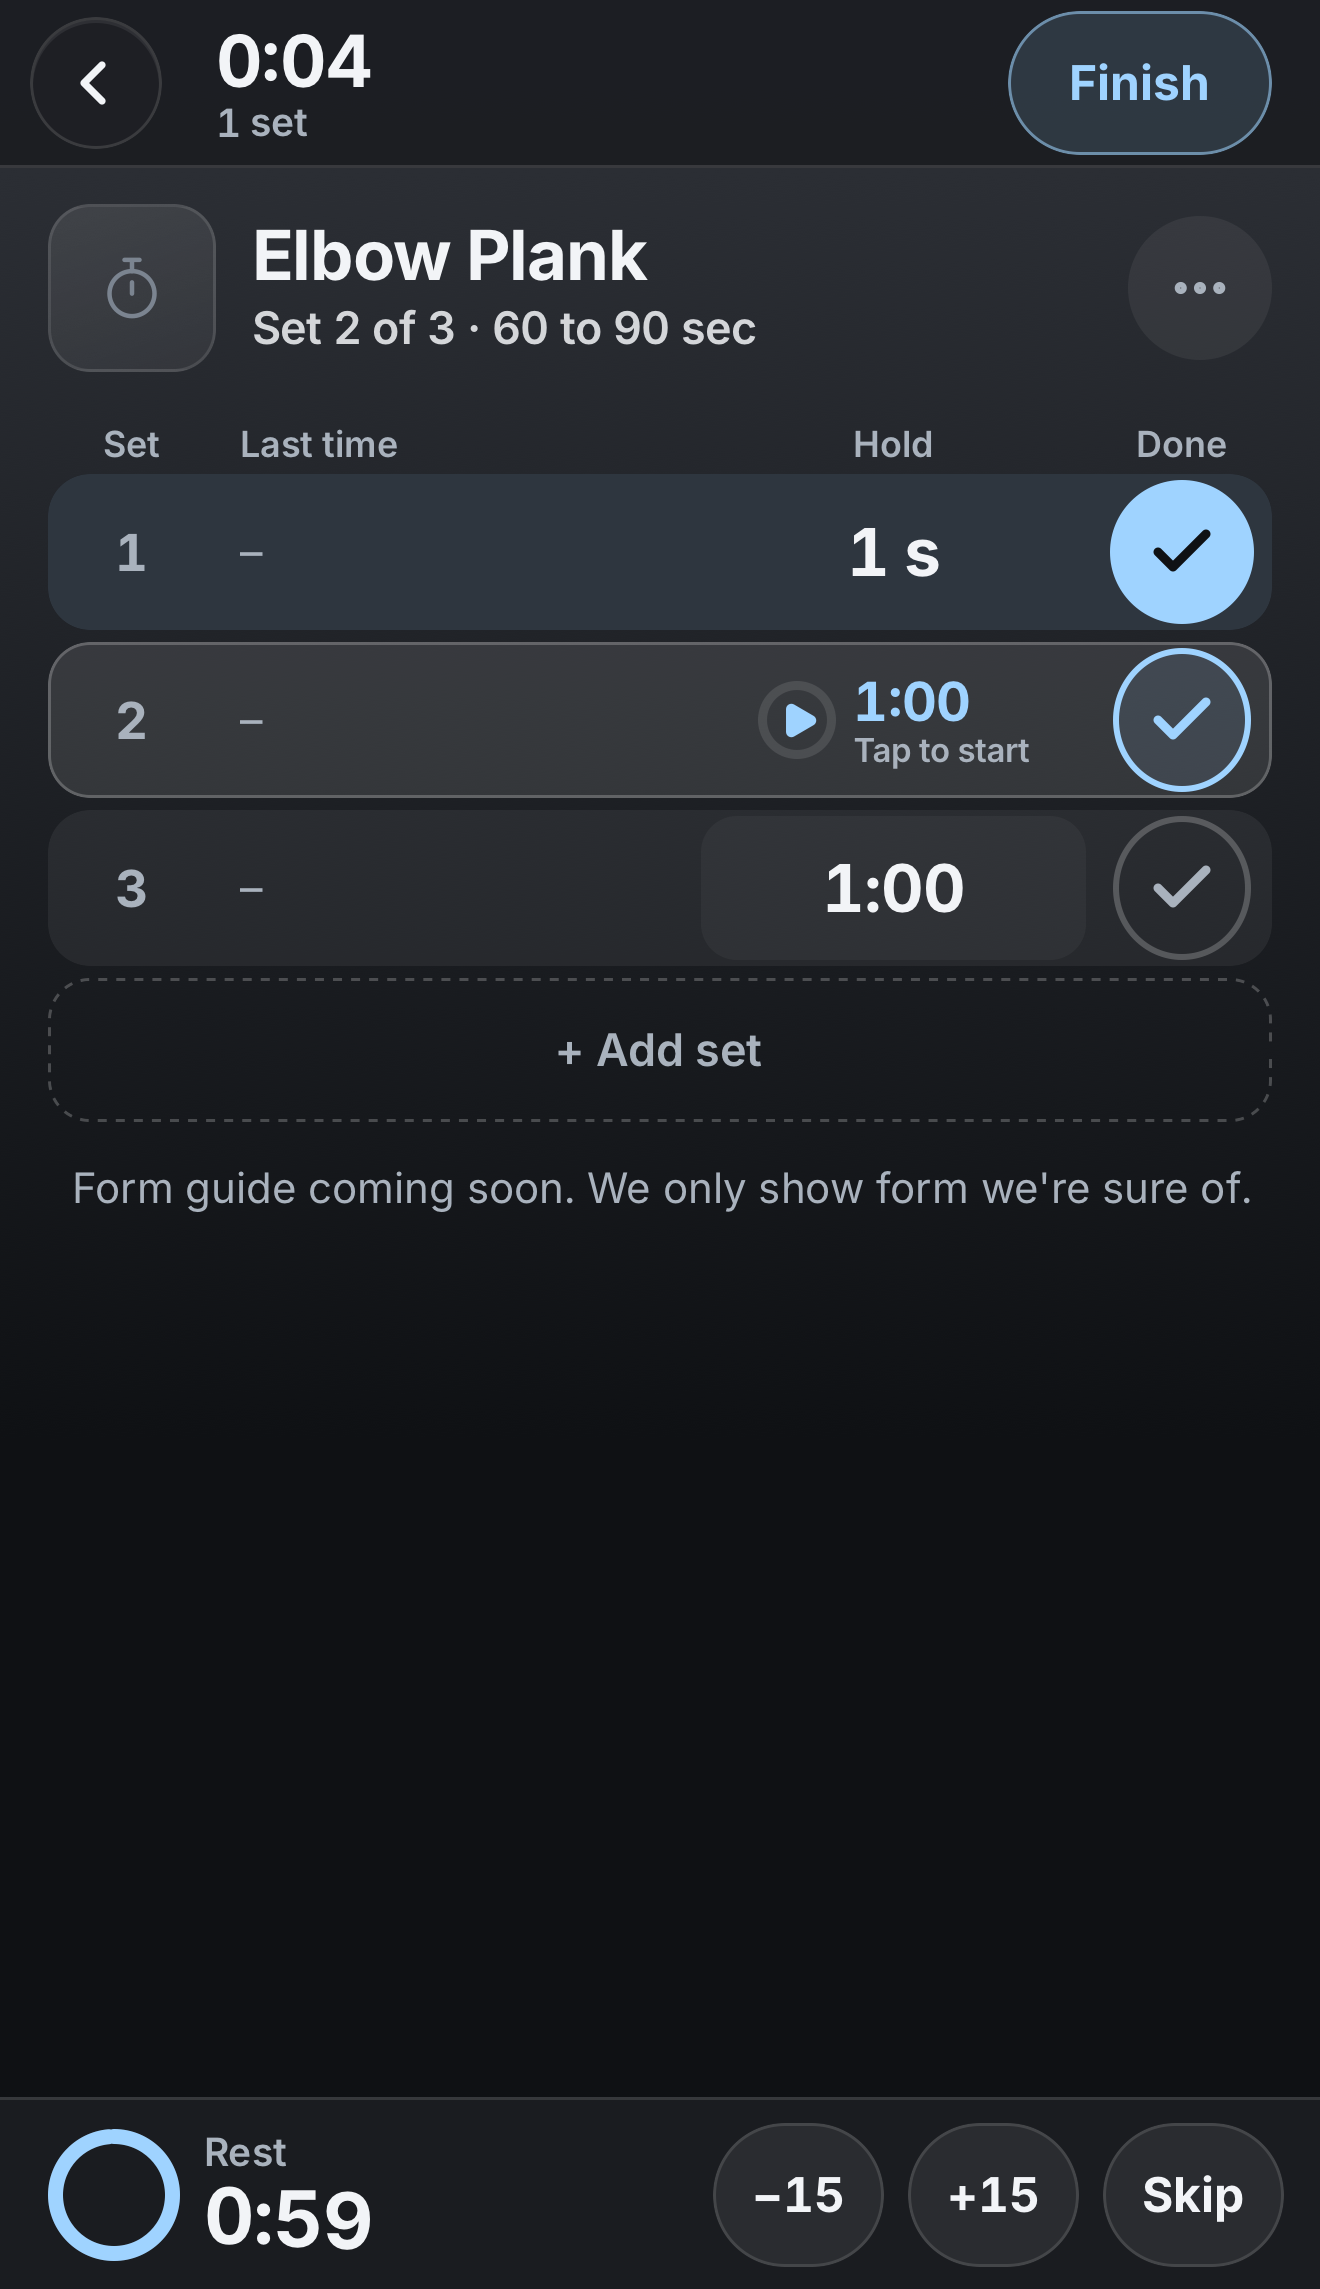 0:04
1 set
Finish
Elbow Plank
Set 2 of 3 · 60 to 90 sec
Set Last time Hold Done
1 – 1 s
2 – 1:00
Tap to start
3 – 1:00
+ Add set
Form guide coming soon. We only show form we're sure of.
Rest
0:59
−15 +15 Skip